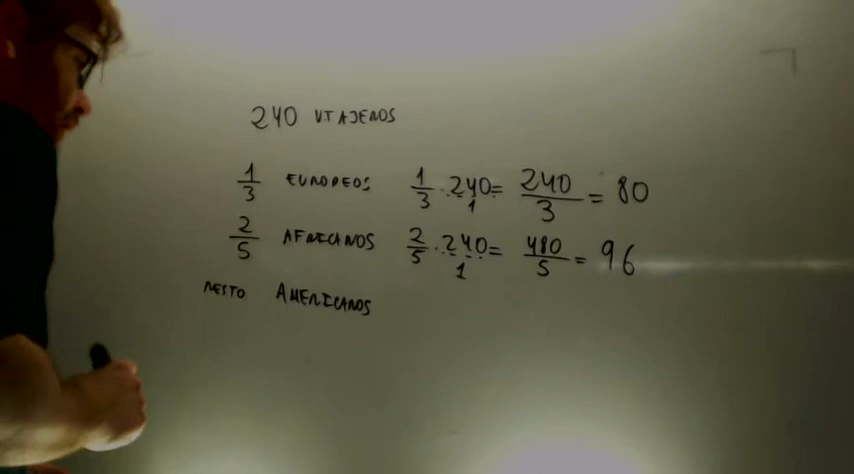 240 VIAJEROS
1/3 EUROPEOS 1/3 · 240/1 = 240/3 = 80
2/5 AFRICANOS 2/5 · 240/1 = 480/5 = 96
RESTO AMERICANOS